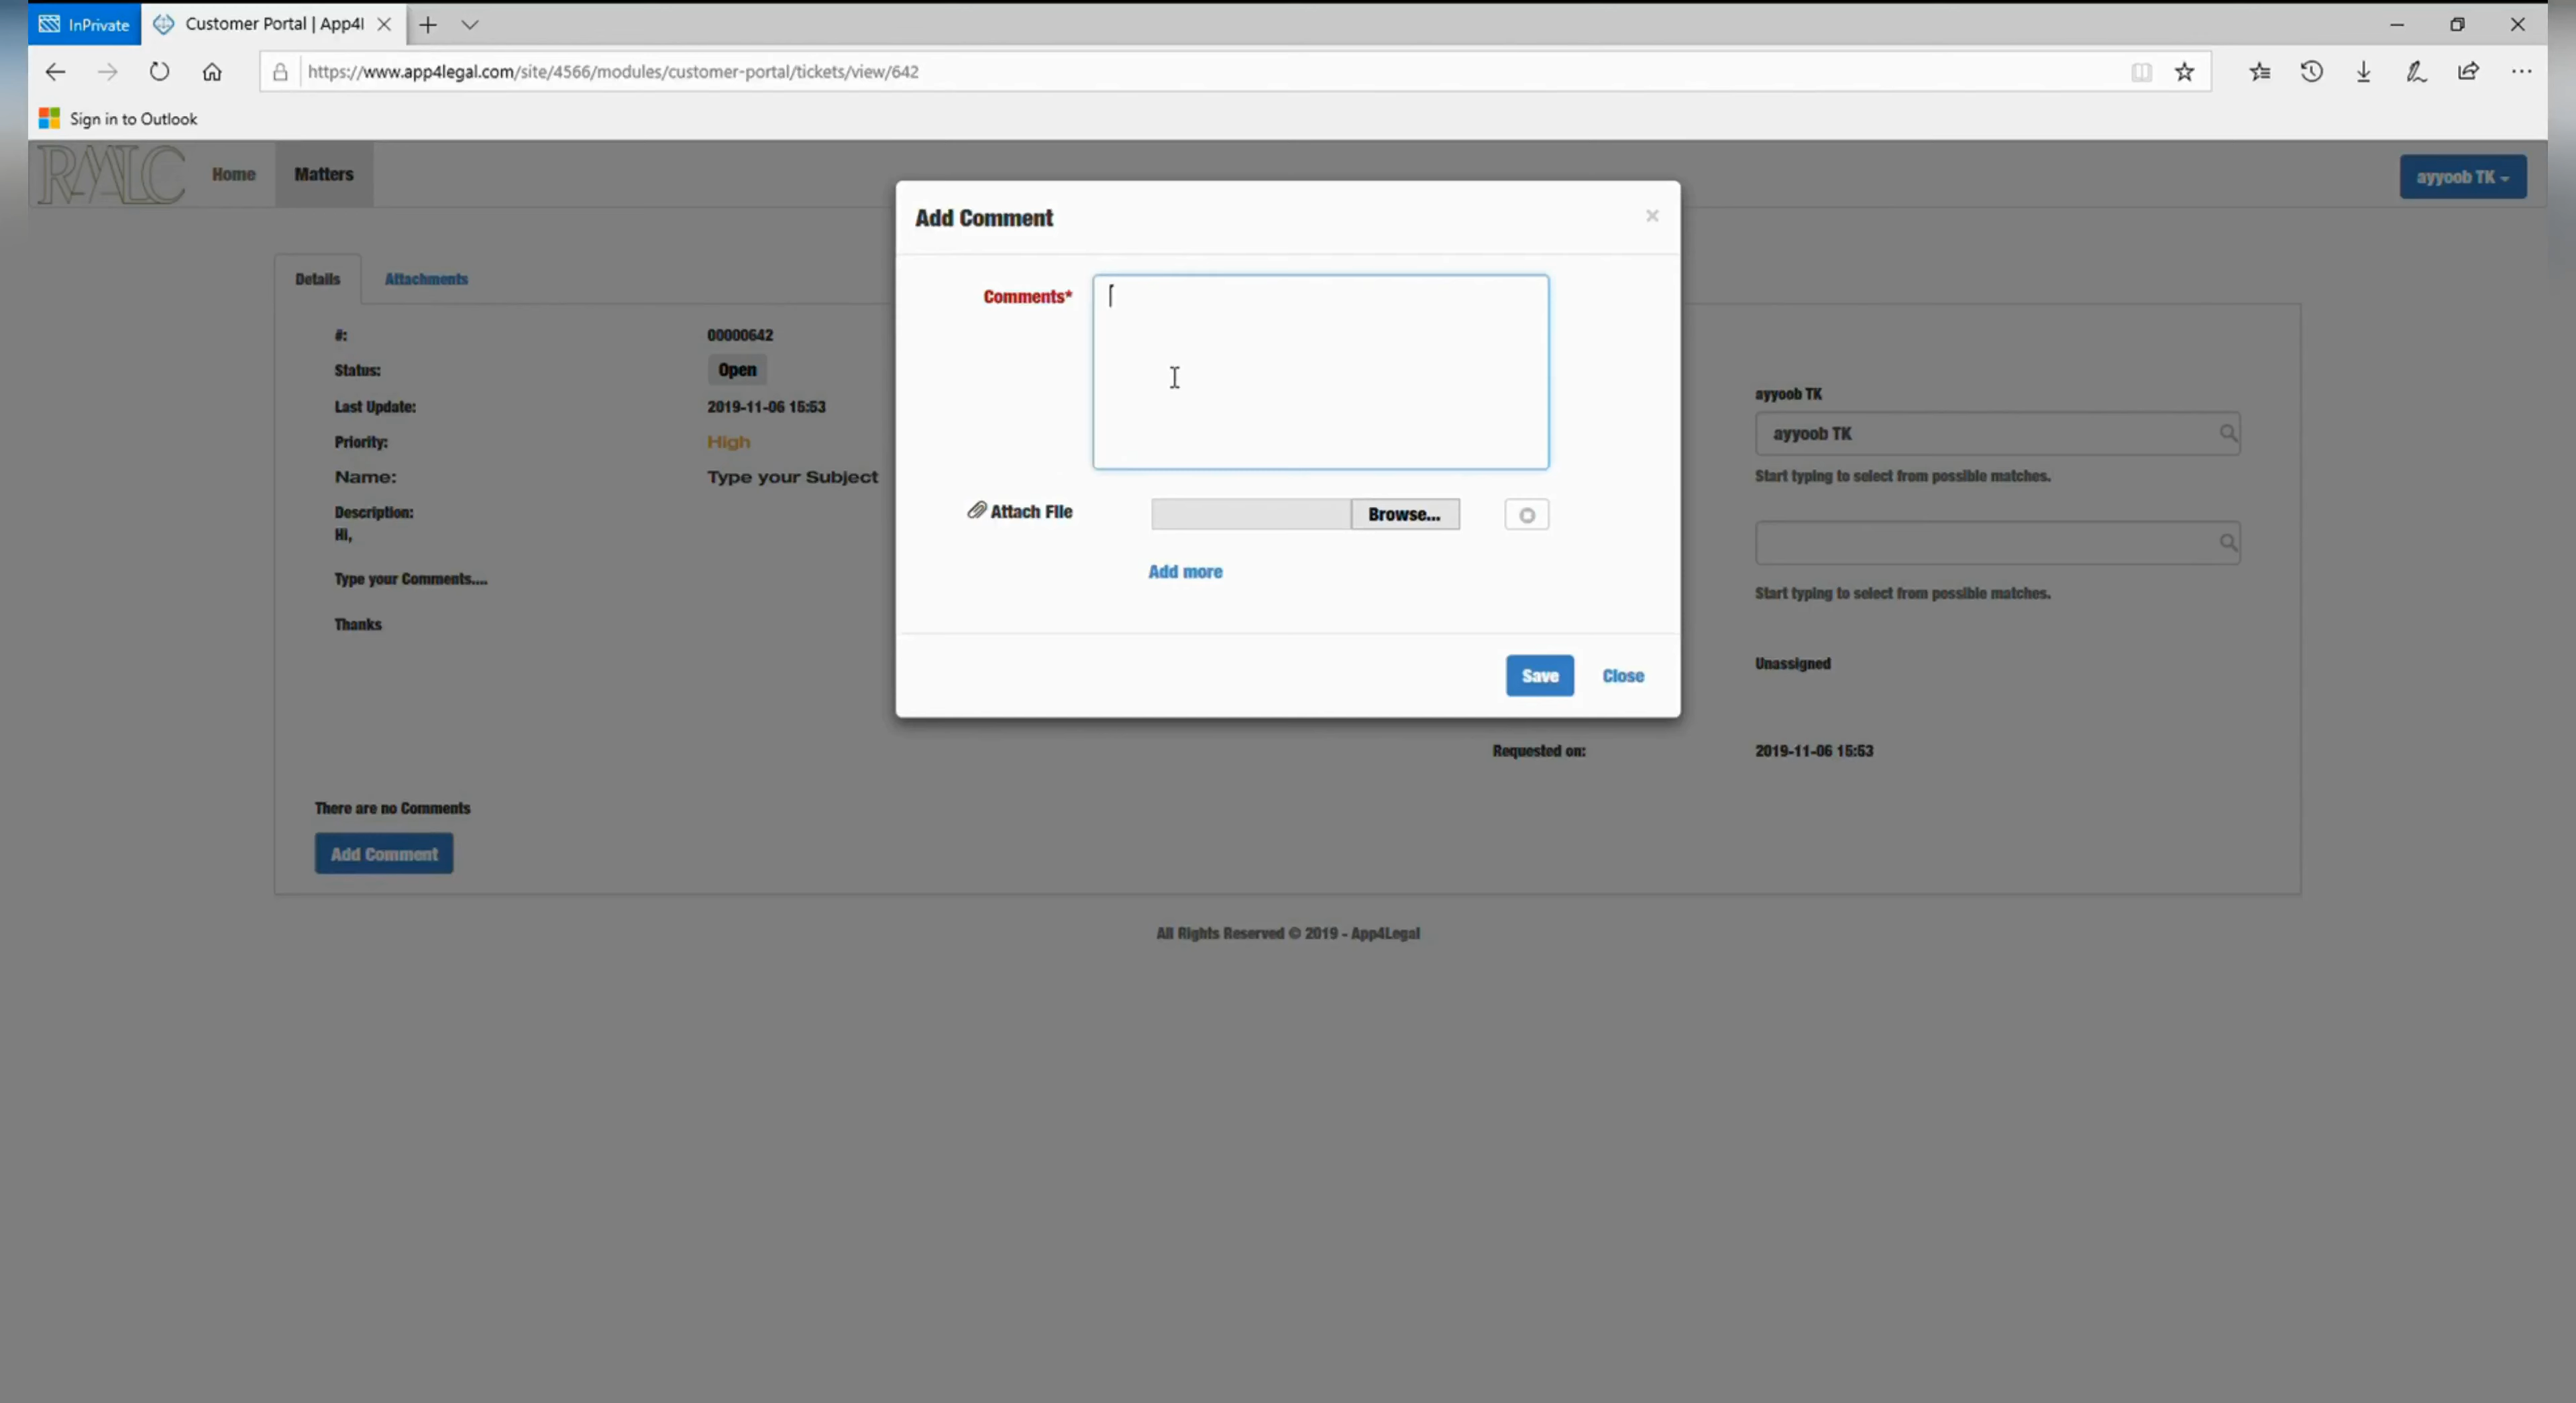 InPrivate
Customer Portal | App4l
https://www.app4legal.com/site/4566/modules/customer-portal/tickets/view/642
Sign in to Outlook
RMLC
Home
Matters
ayyoob TK
Add Comment
×
Comments*
Attach File
Browse...
Add more
Save
Close
Details
Attachments
#:
00000642
Status:
Open
Last Update:
2019-11-06 15:53
Priority:
High
Name:
Type your Subject
Description:
Hi,
Type your Comments....
Thanks
ayyoob TK
ayyoob TK
Start typing to select from possible matches.
Start typing to select from possible matches.
Unassigned
Requested on:
2019-11-06 15:53
There are no Comments
Add Comment
All Rights Reserved © 2019 - App4Legal